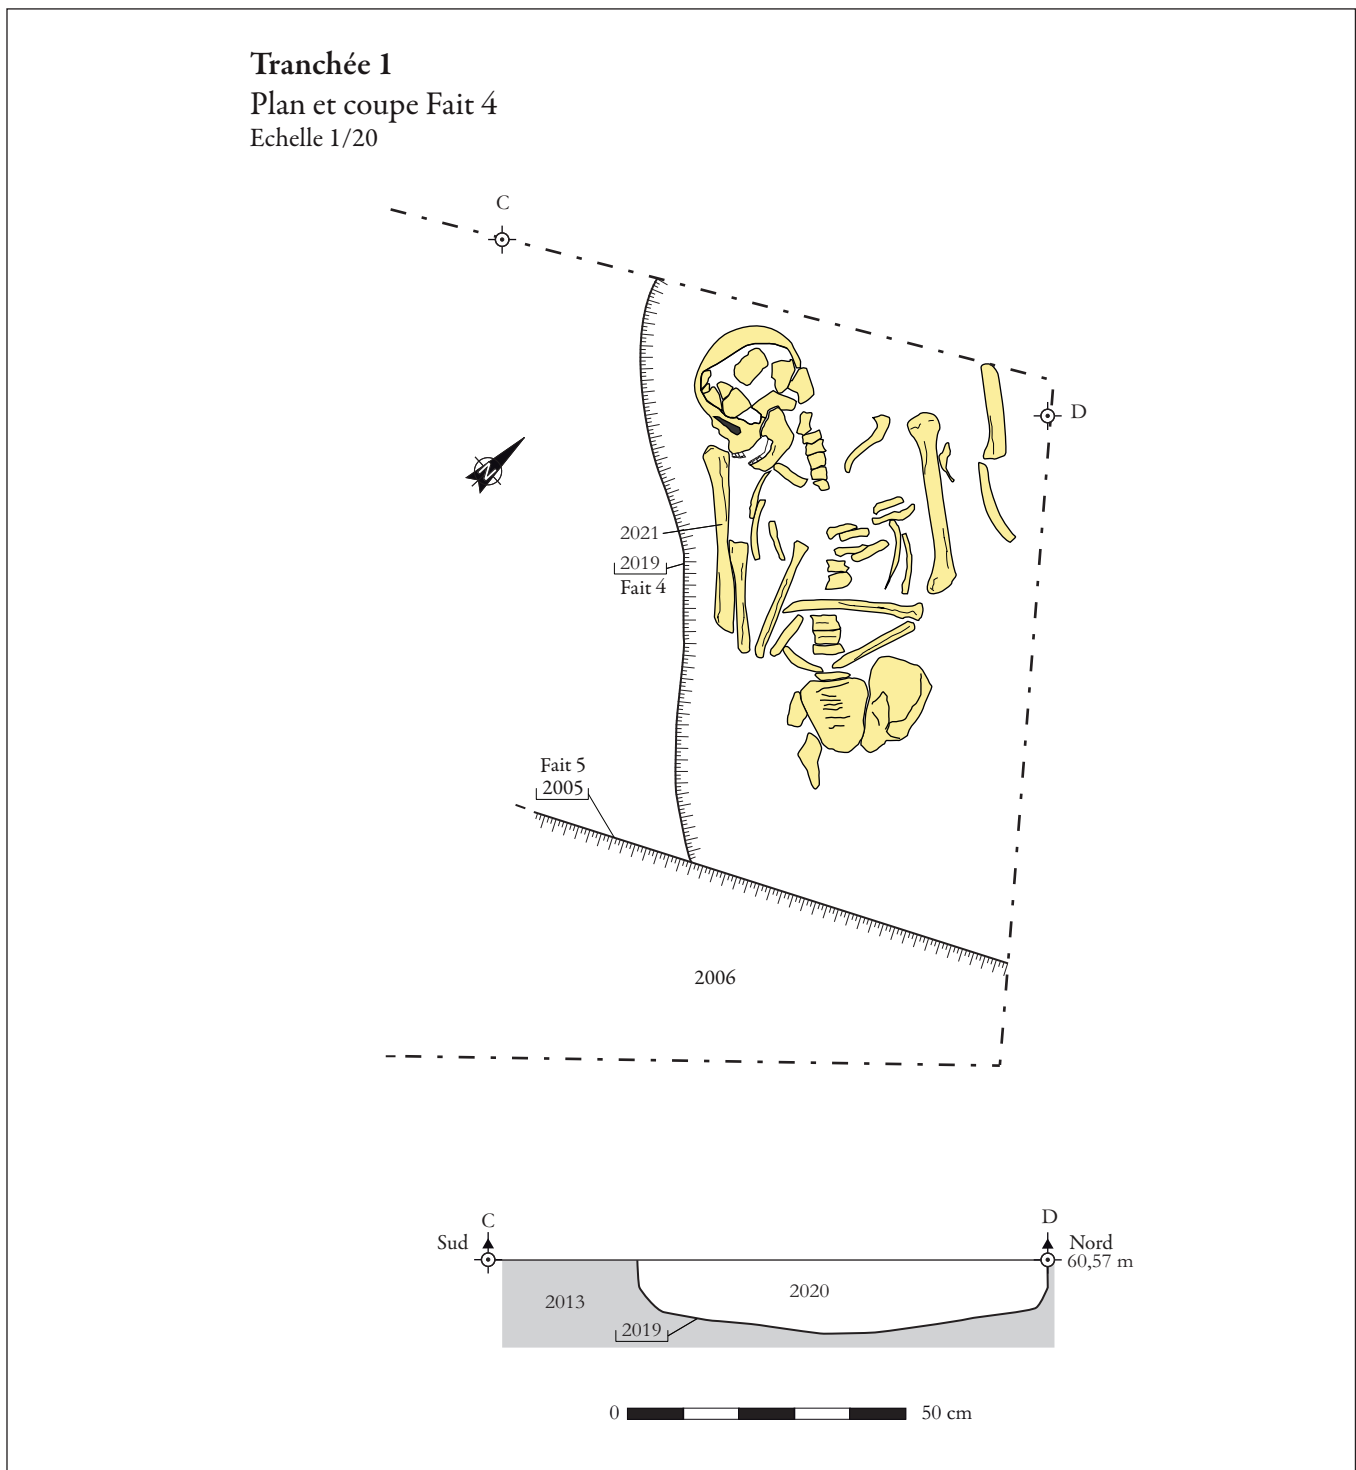 Tranchée 1
Plan et coupe Fait 4
Echelle 1/20
C
D
N
2021
2019
Fait 4
Fait 5
2005
2006
C
D
Sud
Nord
60,57 m
2013
2020
2019
0
50 cm